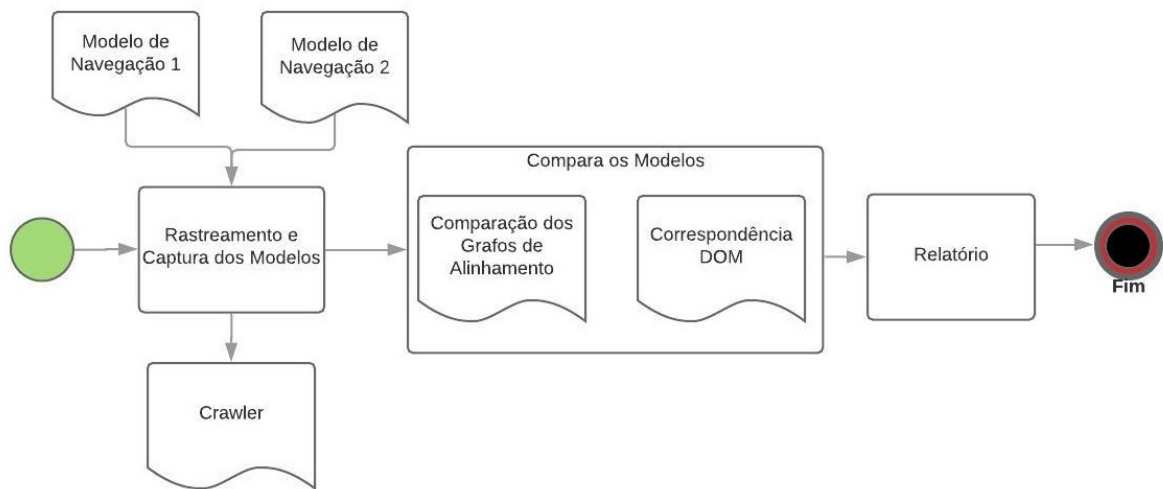 Modelo de
Navegação 1
Modelo de
Navegação 2
Compara os Modelos
Rastreamento e
Captura dos Modelos
Comparação dos
Grafos de
Alinhamento
Correspondência
DOM
Relatório
Fim
Crawler